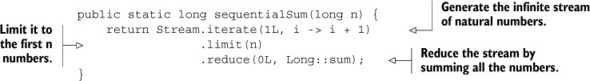 public static long sequentialSum(long n) {
return Stream.iterate(1L, i -> i + 1)
.limit(n)
.reduce(0L, Long::sum);
}
Limit it to
the first n
numbers.
Generate the infinite stream
of natural numbers.
Reduce the stream by
summing all the numbers.